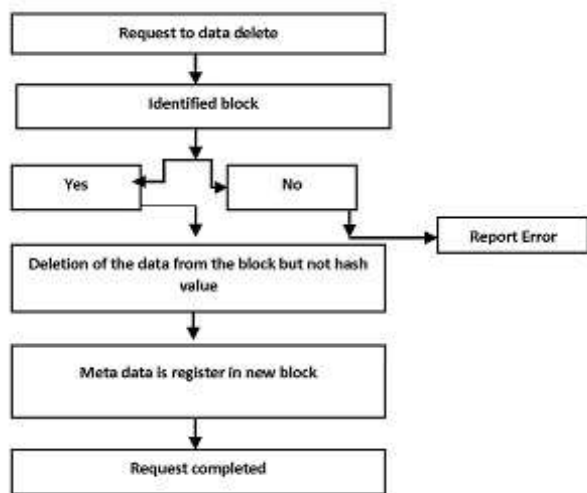 Request to data delete
Identified block
Yes
No
Report Error
Deletion of the data from the block but not hash
value
Meta data is register in new block
Request completed